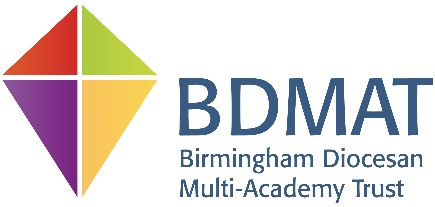 BDMAT
Birmingham Diocesan
Multi-Academy Trust